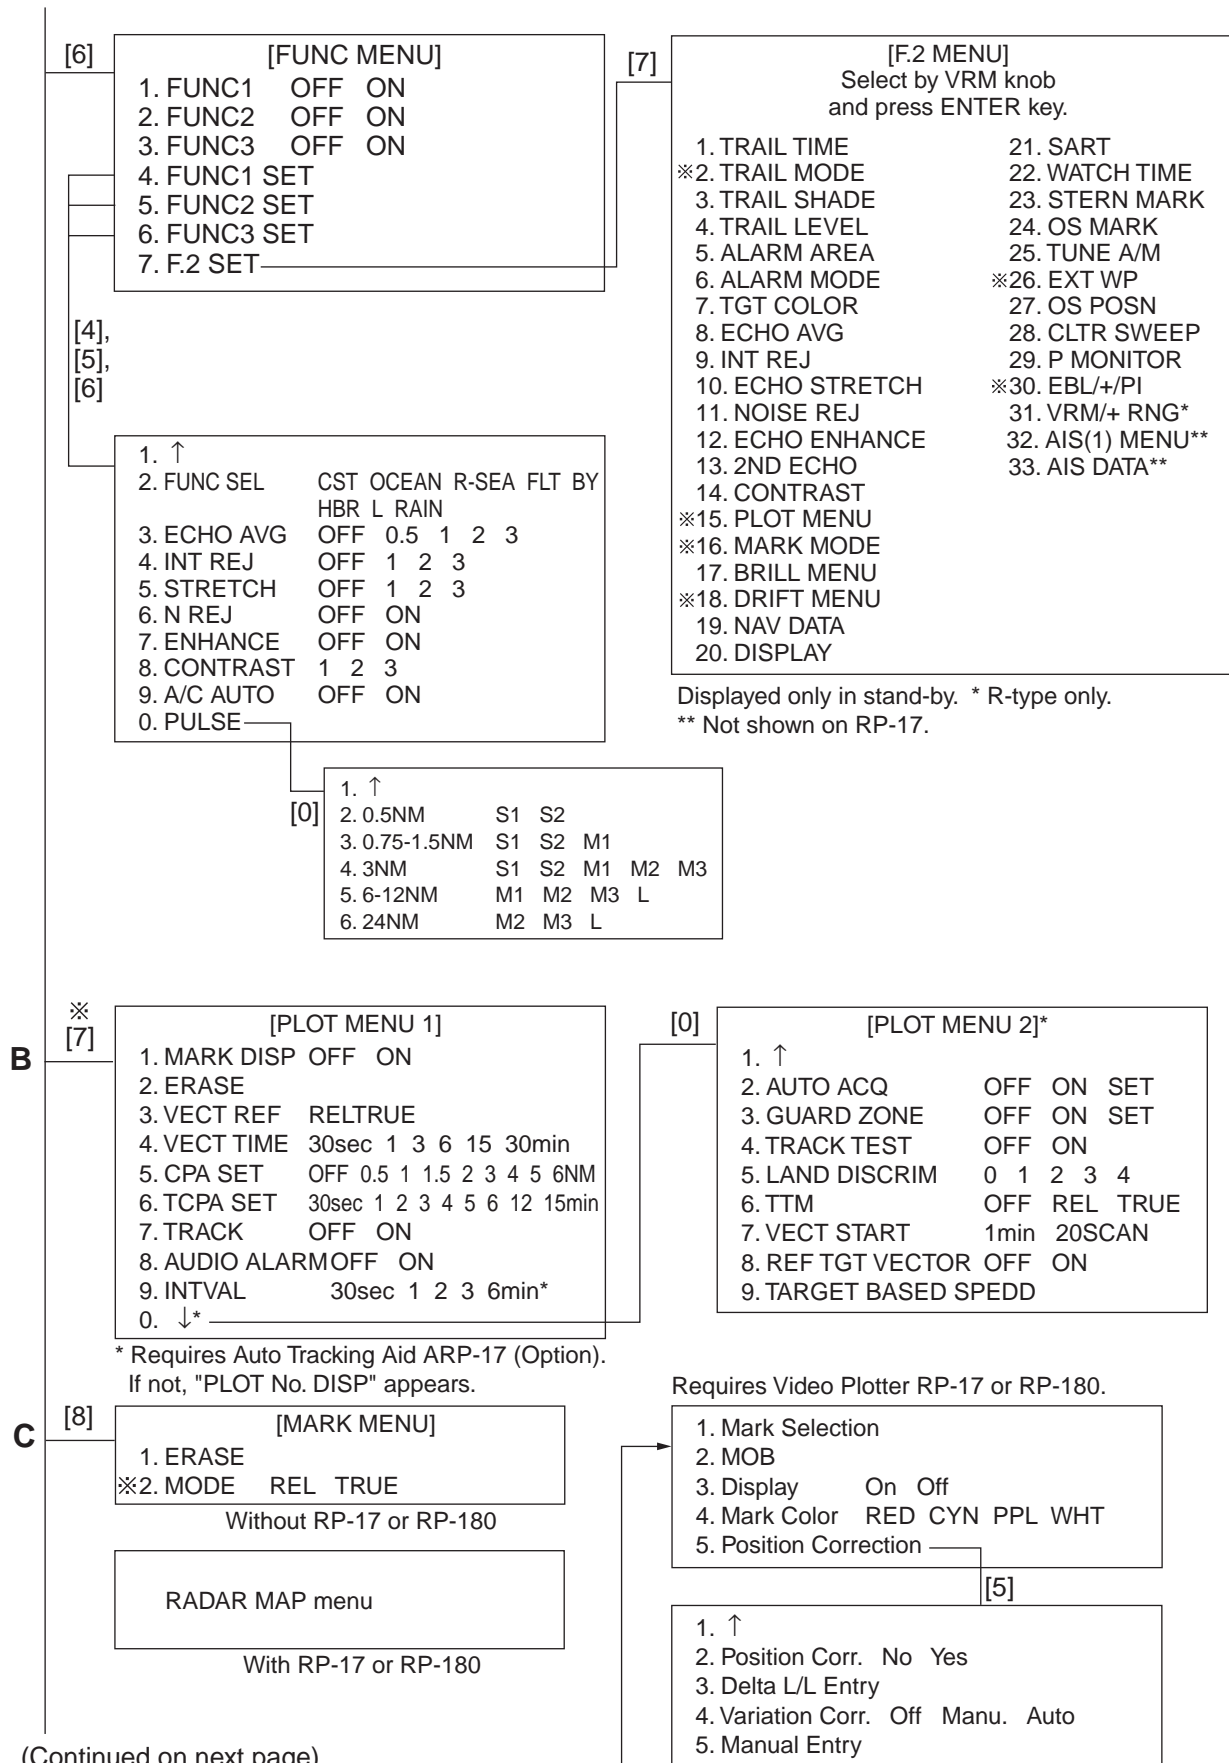 [6]
[FUNC MENU]
1. FUNC1 OFF ON
2. FUNC2 OFF ON
3. FUNC3 OFF ON
4. FUNC1 SET
5. FUNC2 SET
6. FUNC3 SET
7. F.2 SET
[7]
[F.2 MENU]
Select by VRM knob
and press ENTER key.
1. TRAIL TIME
※2. TRAIL MODE
3. TRAIL SHADE
4. TRAIL LEVEL
5. ALARM AREA
6. ALARM MODE
7. TGT COLOR
8. ECHO AVG
9. INT REJ
10. ECHO STRETCH
11. NOISE REJ
12. ECHO ENHANCE
13. 2ND ECHO
14. CONTRAST
※15. PLOT MENU
※16. MARK MODE
17. BRILL MENU
※18. DRIFT MENU
19. NAV DATA
20. DISPLAY
21. SART
22. WATCH TIME
23. STERN MARK
24. OS MARK
25. TUNE A/M
※26. EXT WP
27. OS POSN
28. CLTR SWEEP
29. P MONITOR
※30. EBL/+/PI
31. VRM/+ RNG*
32. AIS(1) MENU**
33. AIS DATA**
Displayed only in stand-by. * R-type only.
** Not shown on RP-17.
[4],
[5],
[6]
1. ↑
2. FUNC SEL CST OCEAN R-SEA FLT BY
HBR L RAIN
3. ECHO AVG OFF 0.5 1 2 3
4. INT REJ OFF 1 2 3
5. STRETCH OFF 1 2 3
6. N REJ OFF ON
7. ENHANCE OFF ON
8. CONTRAST 1 2 3
9. A/C AUTO OFF ON
0. PULSE
[0]
1. ↑
2. 0.5NM S1 S2
3. 0.75-1.5NM S1 S2 M1
4. 3NM S1 S2 M1 M2 M3
5. 6-12NM M1 M2 M3 L
6. 24NM M2 M3 L
B
※
[7]
[PLOT MENU 1]
1. MARK DISP OFF ON
2. ERASE
3. VECT REF RELTRUE
4. VECT TIME 30sec 1 3 6 15 30min
5. CPA SET OFF 0.5 1 1.5 2 3 4 5 6NM
6. TCPA SET 30sec 1 2 3 4 5 6 12 15min
7. TRACK OFF ON
8. AUDIO ALARMOFF ON
9. INTVAL 30sec 1 2 3 6min*
0. ↓*
* Requires Auto Tracking Aid ARP-17 (Option).
If not, "PLOT No. DISP" appears.
[0]
[PLOT MENU 2]*
1. ↑
2. AUTO ACQ OFF ON SET
3. GUARD ZONE OFF ON SET
4. TRACK TEST OFF ON
5. LAND DISCRIM 0 1 2 3 4
6. TTM OFF REL TRUE
7. VECT START 1min 20SCAN
8. REF TGT VECTOR OFF ON
9. TARGET BASED SPEDD
C
[8]
[MARK MENU]
1. ERASE
※2. MODE REL TRUE
Without RP-17 or RP-180
RADAR MAP menu
With RP-17 or RP-180
Requires Video Plotter RP-17 or RP-180.
1. Mark Selection
2. MOB
3. Display On Off
4. Mark Color RED CYN PPL WHT
5. Position Correction
[5]
1. ↑
2. Position Corr. No Yes
3. Delta L/L Entry
4. Variation Corr. Off Manu. Auto
5. Manual Entry
(Continued on next page)